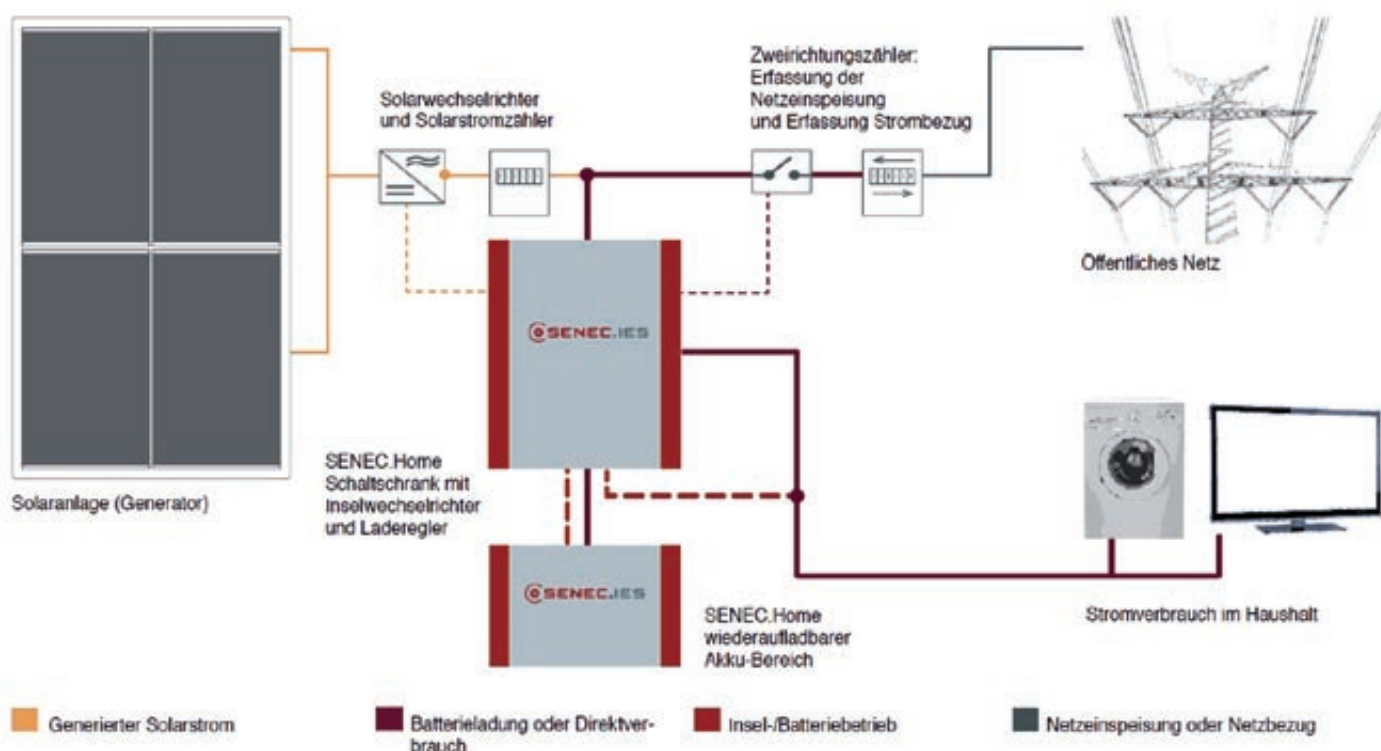 Solarwechselrichter
und Solarstromzähler
Zweirichtungszähler:
Erfassung der
Netzeinspeisung
und Erfassung Strombezug
Öffentliches Netz
SENEC.IES
SENEC.Home
Schaltschrank mit
Inselwechselrichter
und Laderegler
Solaranlage (Generator)
SENEC.IES
SENEC.Home
wiederaufladbarer
Akku-Bereich
Stromverbrauch im Haushalt
Generierter Solarstrom
Batterieladung oder Direktver-
brauch
Insel-/Batteriebetrieb
Netzeinspeisung oder Netzbezug